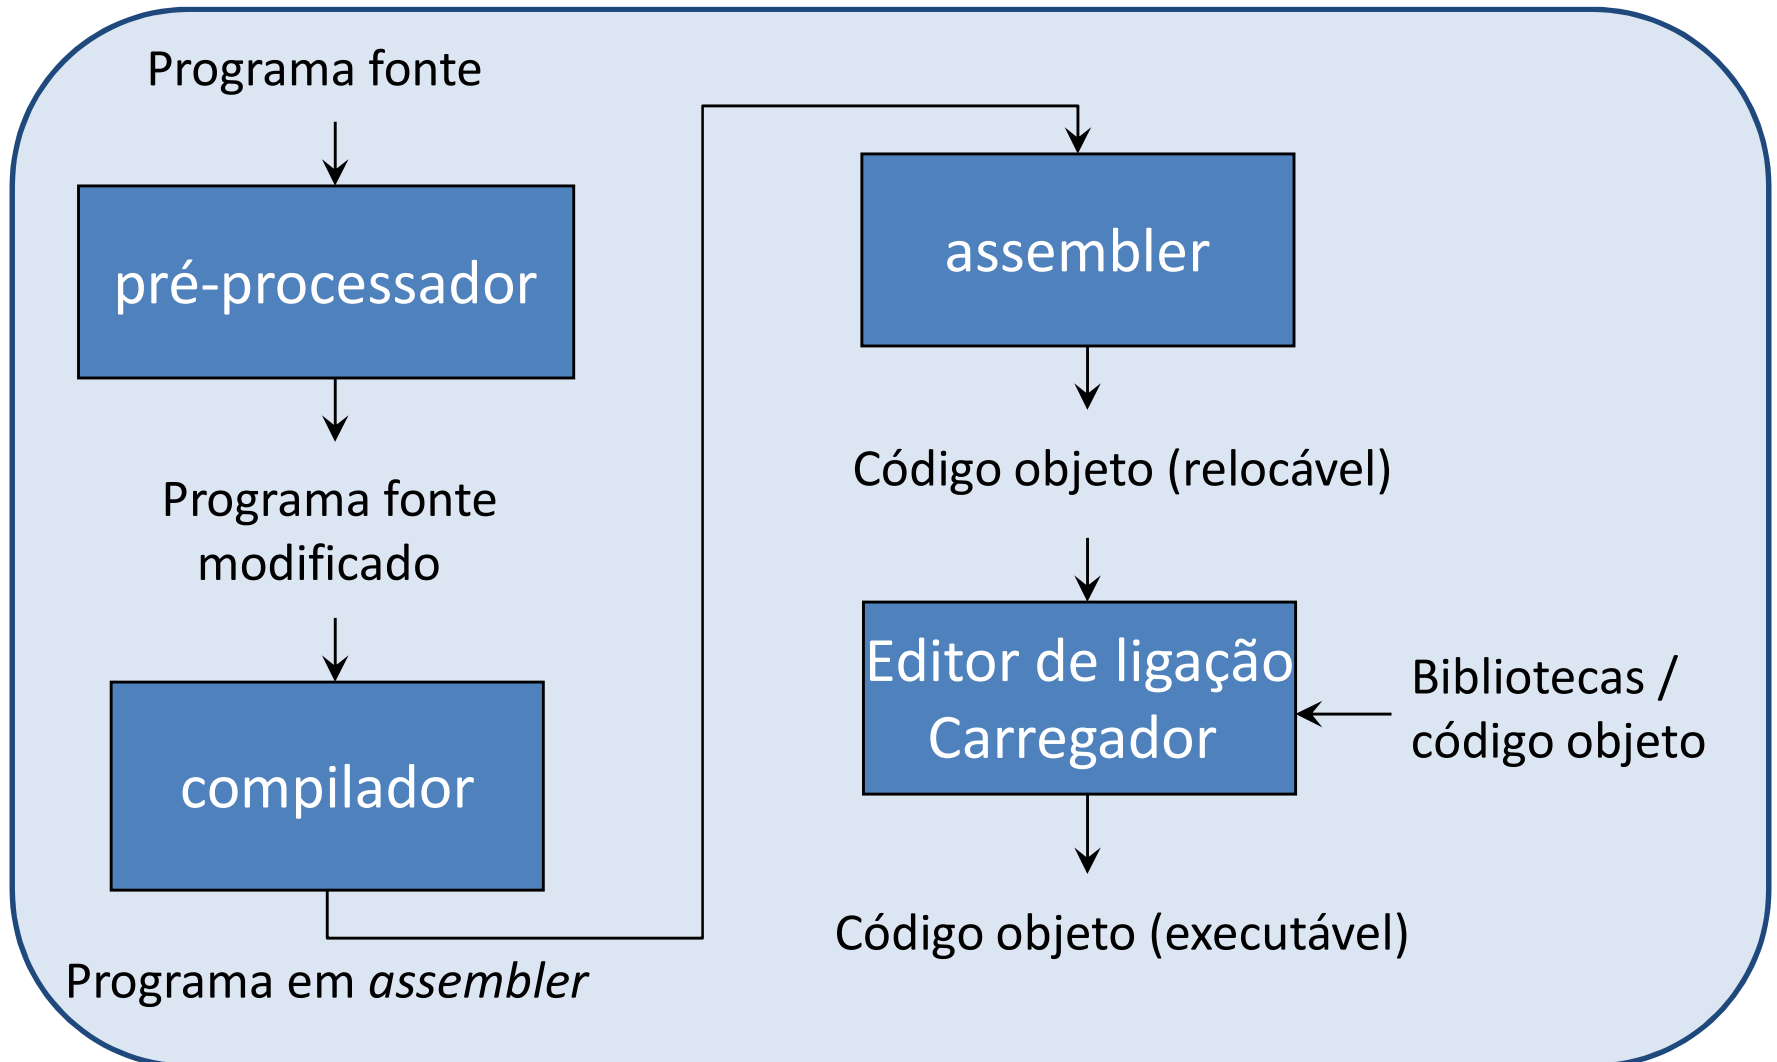 Programa fonte
pré-processador
Programa fonte
modificado
compilador
Programa em assembler
assembler
Código objeto (relocável)
Editor de ligação
Carregador
Bibliotecas /
código objeto
Código objeto (executável)